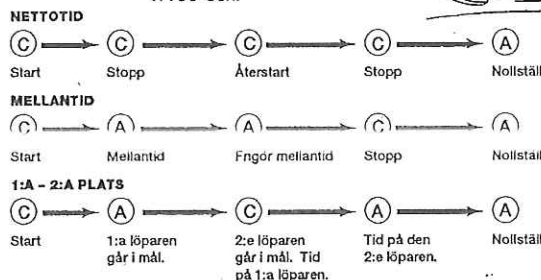 NETTOTID
C C C C A
Start Stopp Återstart Stopp Nollställ
MELLANTID
C A A C A
Start Mellantid Frigör mellantid Stopp Nollställ
1:A – 2:A PLATS
C A C A A
Start 1:a löparen går i mål. 2:e löparen går i mål. Tid på 1:a löparen. Tid på den 2:e löparen. Nollställ